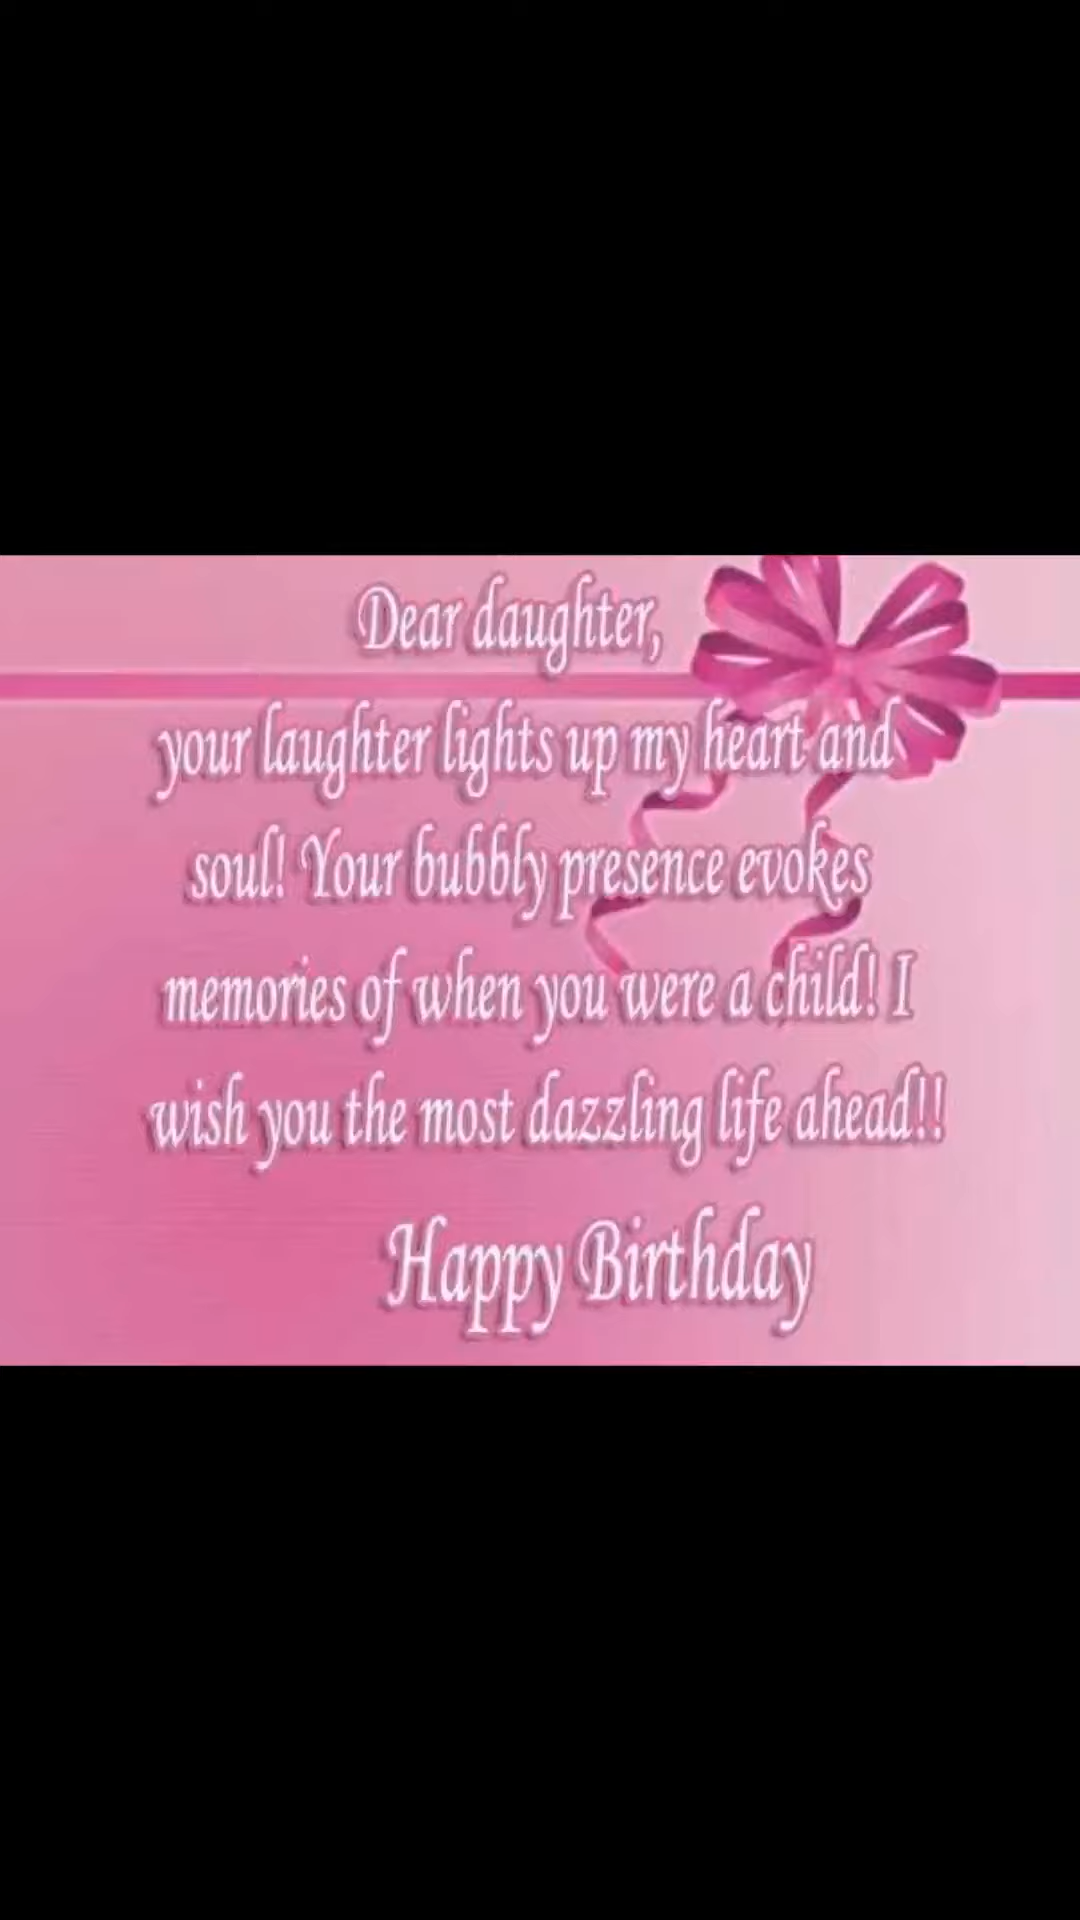 Dear daughter,
your laughter lights up my heart and
soul! Your bubbly presence evokes
memories of when you were a child! I
wish you the most dazzling life ahead!!
Happy Birthday